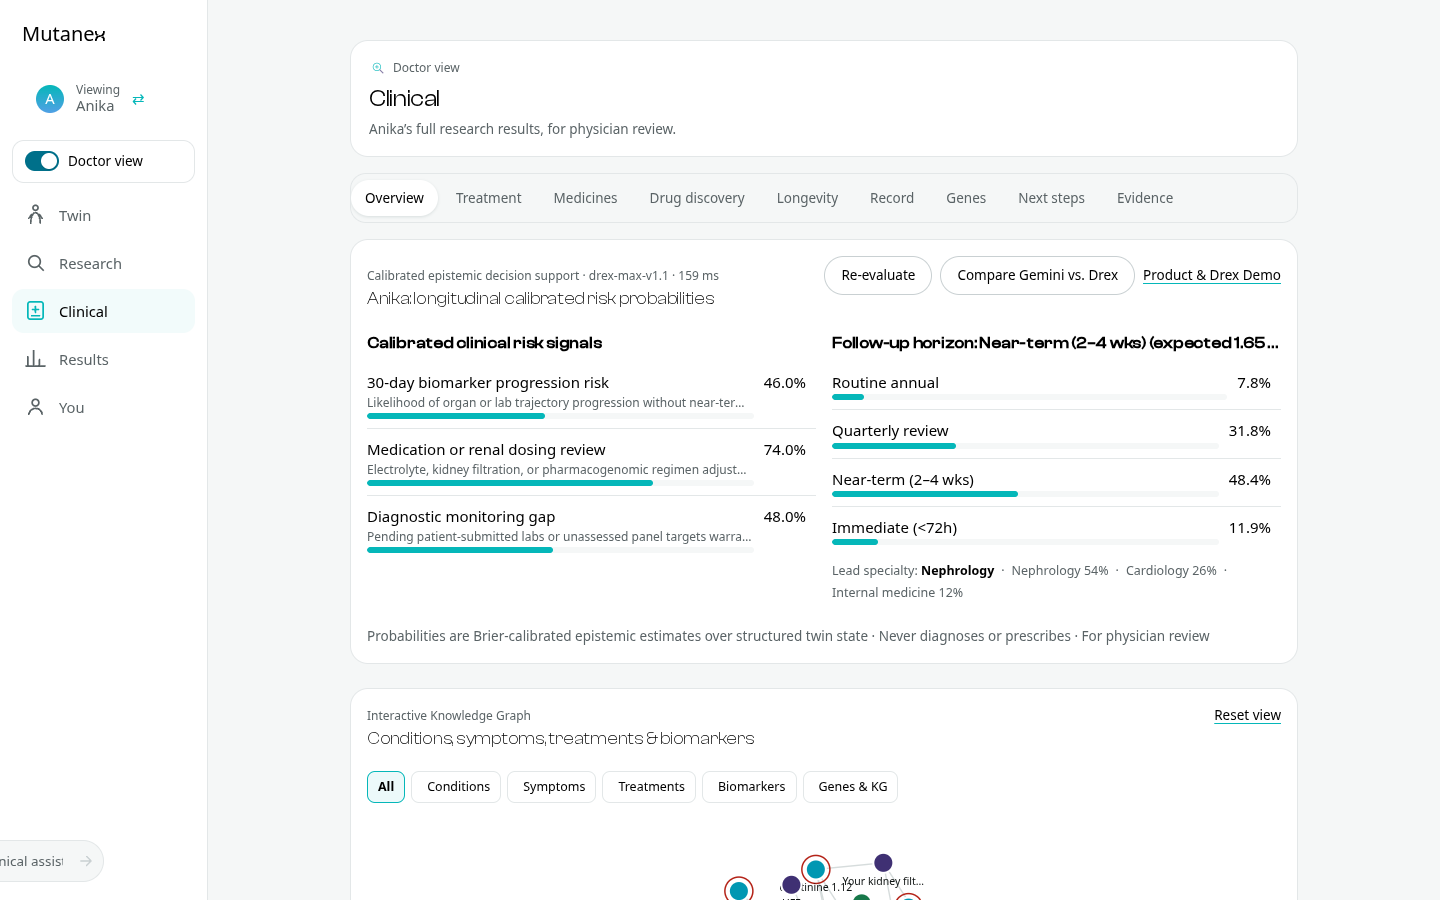 Mutanex
A
Viewing
Anika
Doctor view
Twin
Research
Clinical
Results
You
nical assist
Doctor view
Clinical
Anika's full research results, for physician review.
Overview
Treatment
Medicines
Drug discovery
Longevity
Record
Genes
Next steps
Evidence
Calibrated epistemic decision support · drex-max-v1.1 · 159 ms
Anika: longitudinal calibrated risk probabilities
Re-evaluate
Compare Gemini vs. Drex
Product & Drex Demo
Calibrated clinical risk signals
30-day biomarker progression risk 46.0%
Likelihood of organ or lab trajectory progression without near-ter...
Medication or renal dosing review 74.0%
Electrolyte, kidney filtration, or pharmacogenomic regimen adjust...
Diagnostic monitoring gap 48.0%
Pending patient-submitted labs or unassessed panel targets warra...
Follow-up horizon: Near-term (2–4 wks) (expected 1.65...
Routine annual 7.8%
Quarterly review 31.8%
Near-term (2–4 wks) 48.4%
Immediate (<72h) 11.9%
Lead specialty: Nephrology · Nephrology 54% · Cardiology 26% ·
Internal medicine 12%
Probabilities are Brier-calibrated epistemic estimates over structured twin state · Never diagnoses or prescribes · For physician review
Interactive Knowledge Graph
Conditions, symptoms, treatments & biomarkers
Reset view
All
Conditions
Symptoms
Treatments
Biomarkers
Genes & KG
Your kidney filt...
1.12